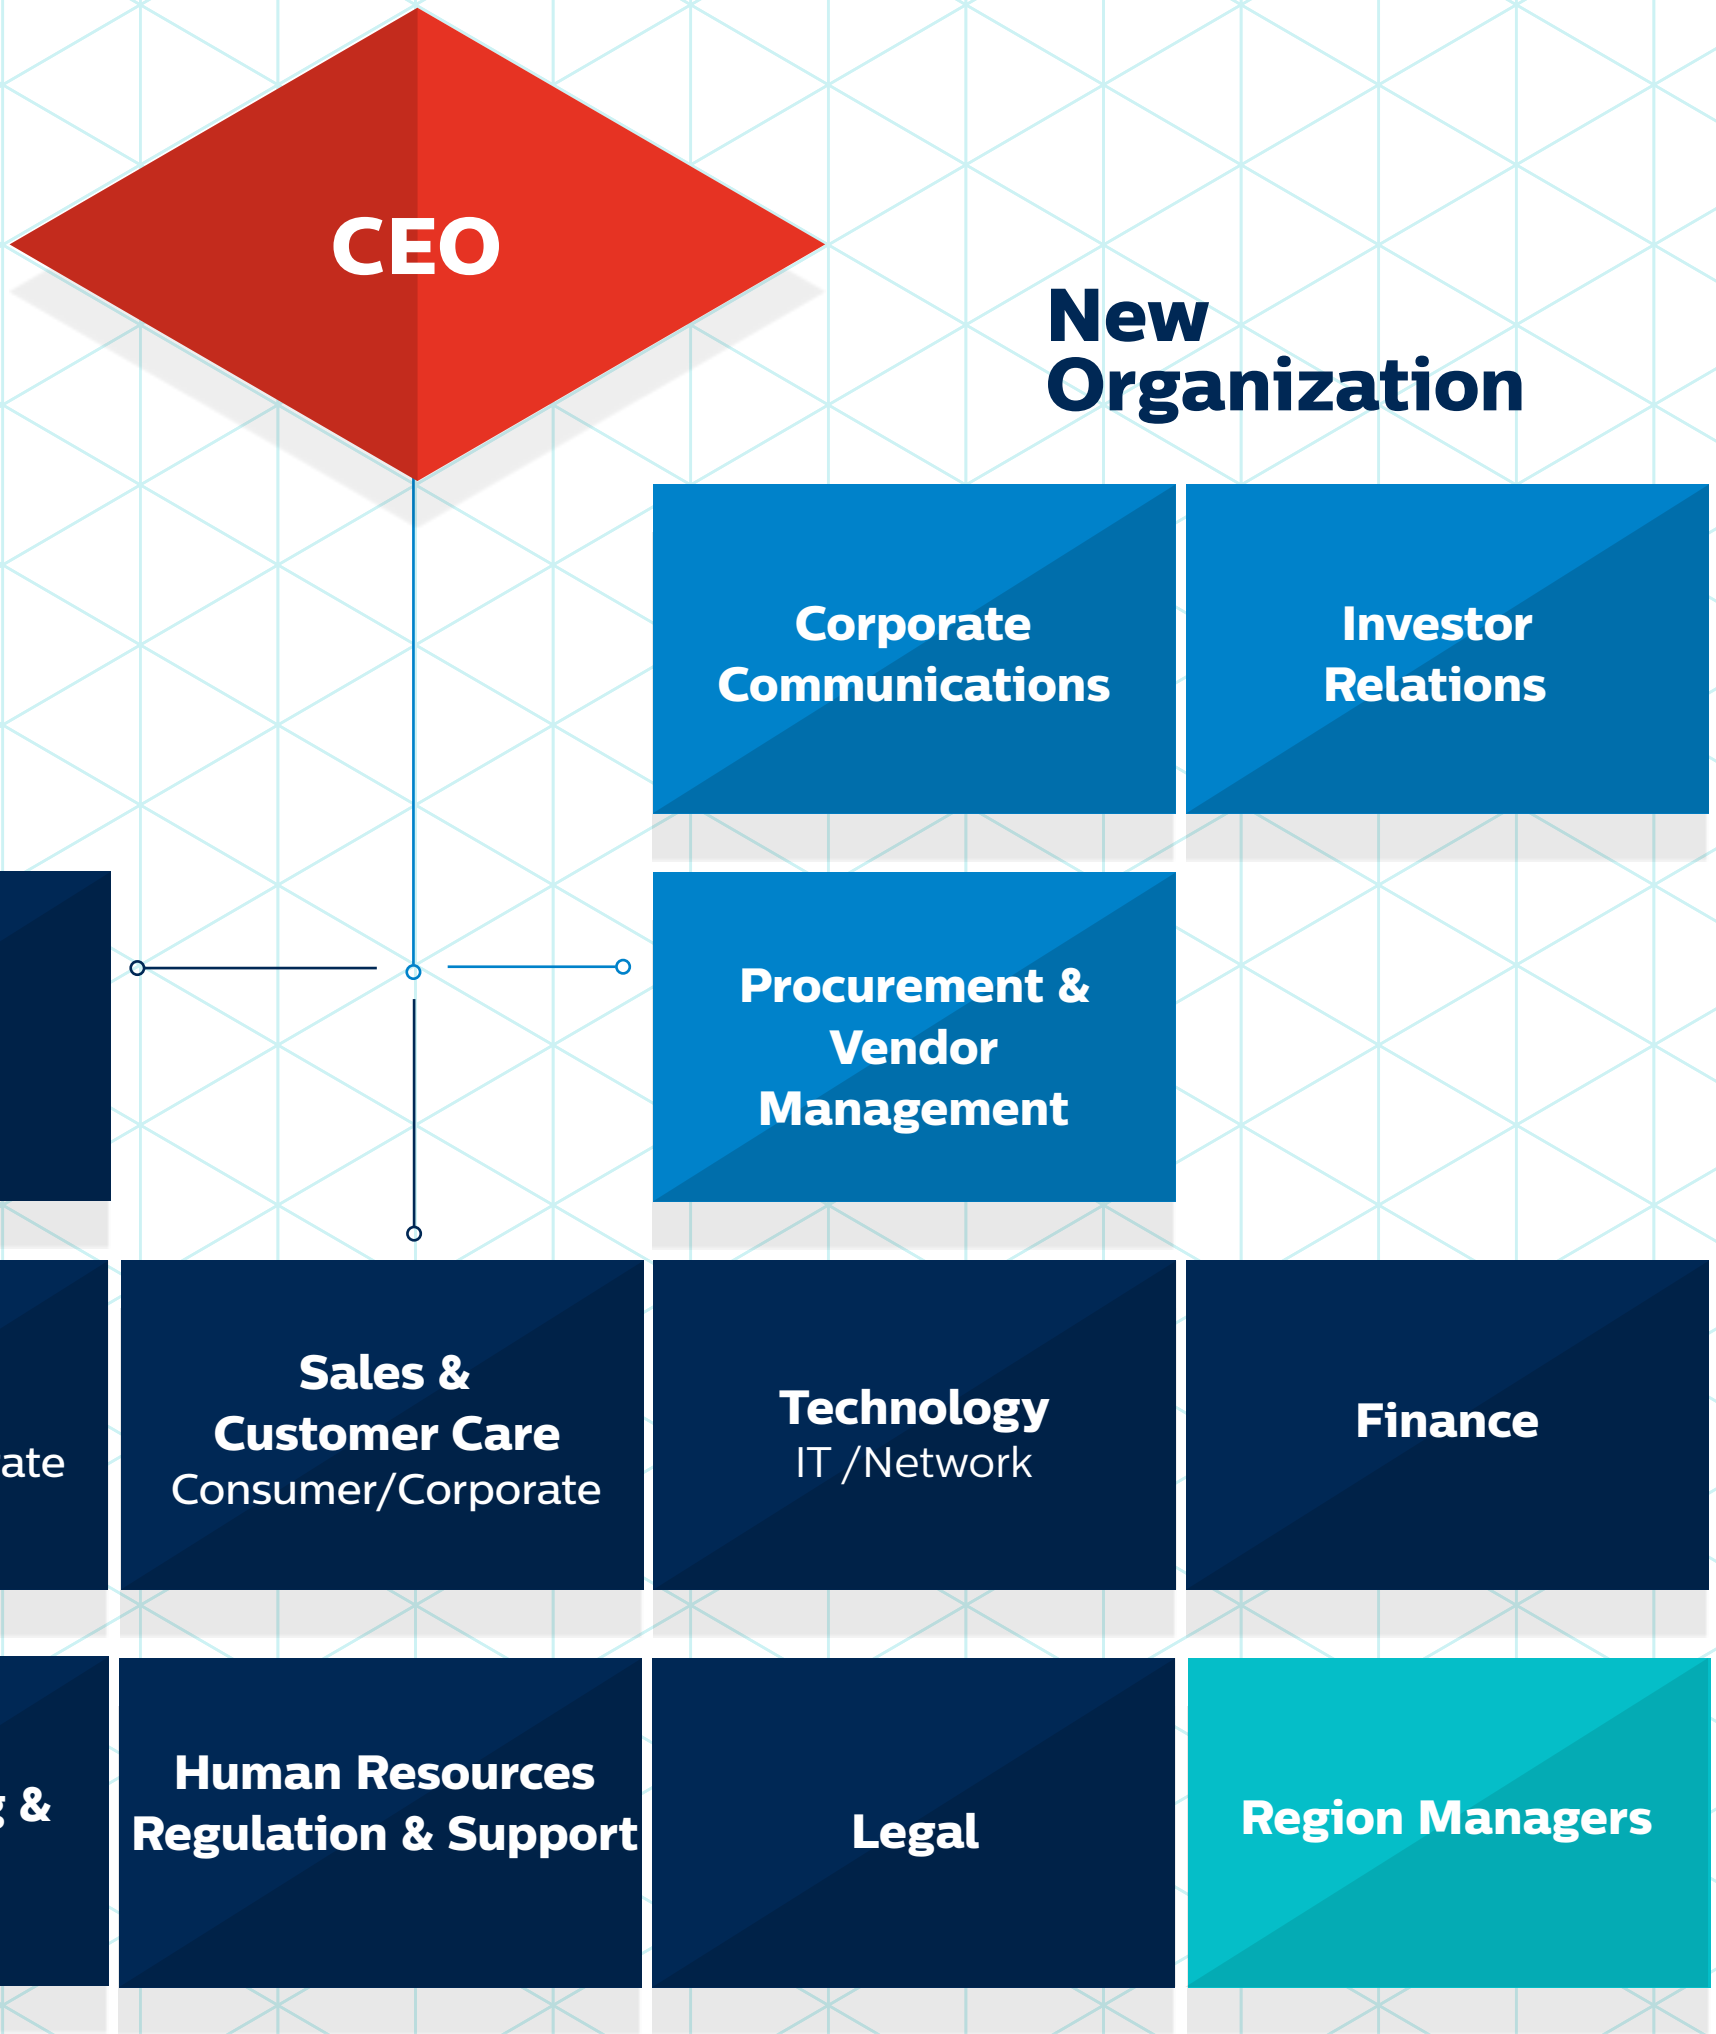 CEO
New
Organization
Corporate
Communications
Investor
Relations
Procurement &
Vendor
Management
ate
Sales &
Customer Care
Consumer/Corporate
Technology
IT /Network
Finance
&
Human Resources
Regulation & Support
Legal
Region Managers